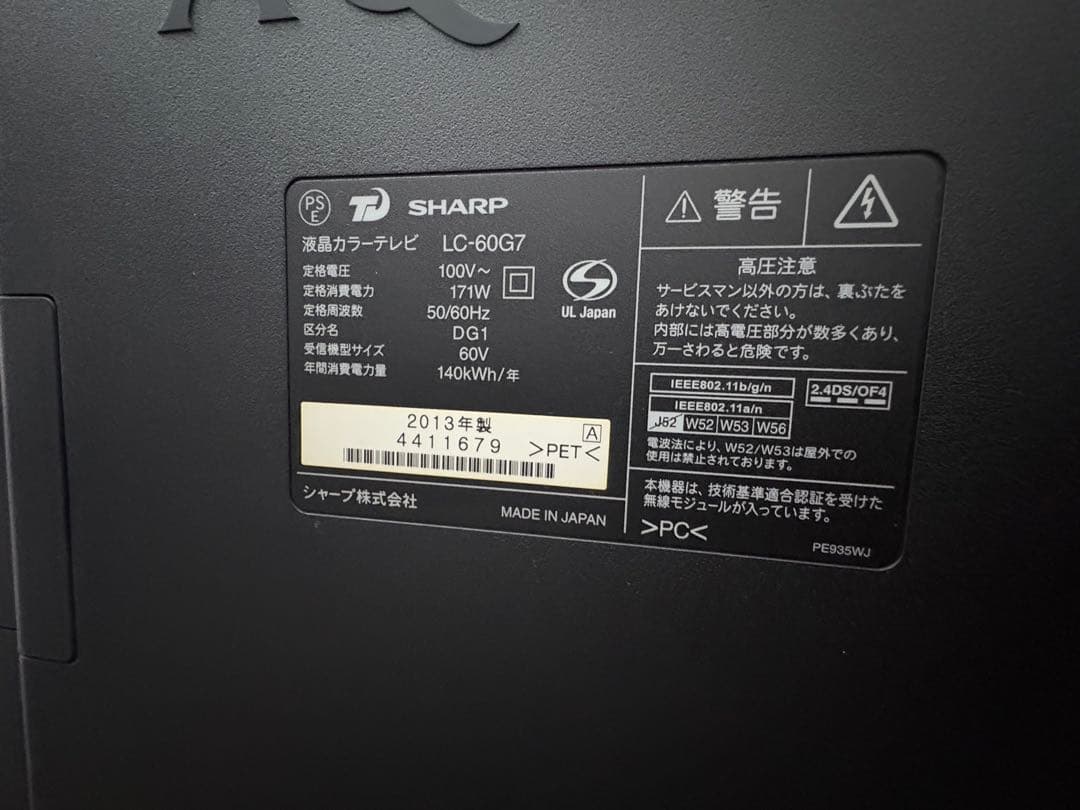 PS
E
SHARP
液晶カラーテレビ LC-60G7
定格電圧 100V～
定格消費電力 171W
定格周波数 50/60Hz
区分名 DG1
受信機型サイズ 60V
年間消費電力量 140kWh/年
UL Japan
2013年製
4411679
A
>PET<
シャープ株式会社
MADE IN JAPAN
警告
高圧注意
サービスマン以外の方は、裏ぶたを
あけないでください。
内部には高電圧部分が数多くあり、
万一さわると危険です。
IEEE802.11b/g/n
2.4DS/OF4
IEEE802.11a/n
J52 W52 W53 W56
電波法により、W52/W53は屋外での
使用は禁止されております。
本機器は、技術基準適合認証を受けた
無線モジュールが入っています。
>PC<
PE935WJ